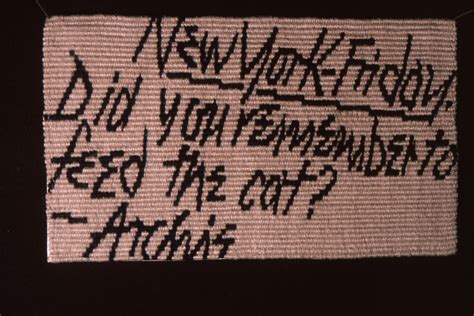 New York-Friday.
Did you remember to
feed the cat?
— Archie